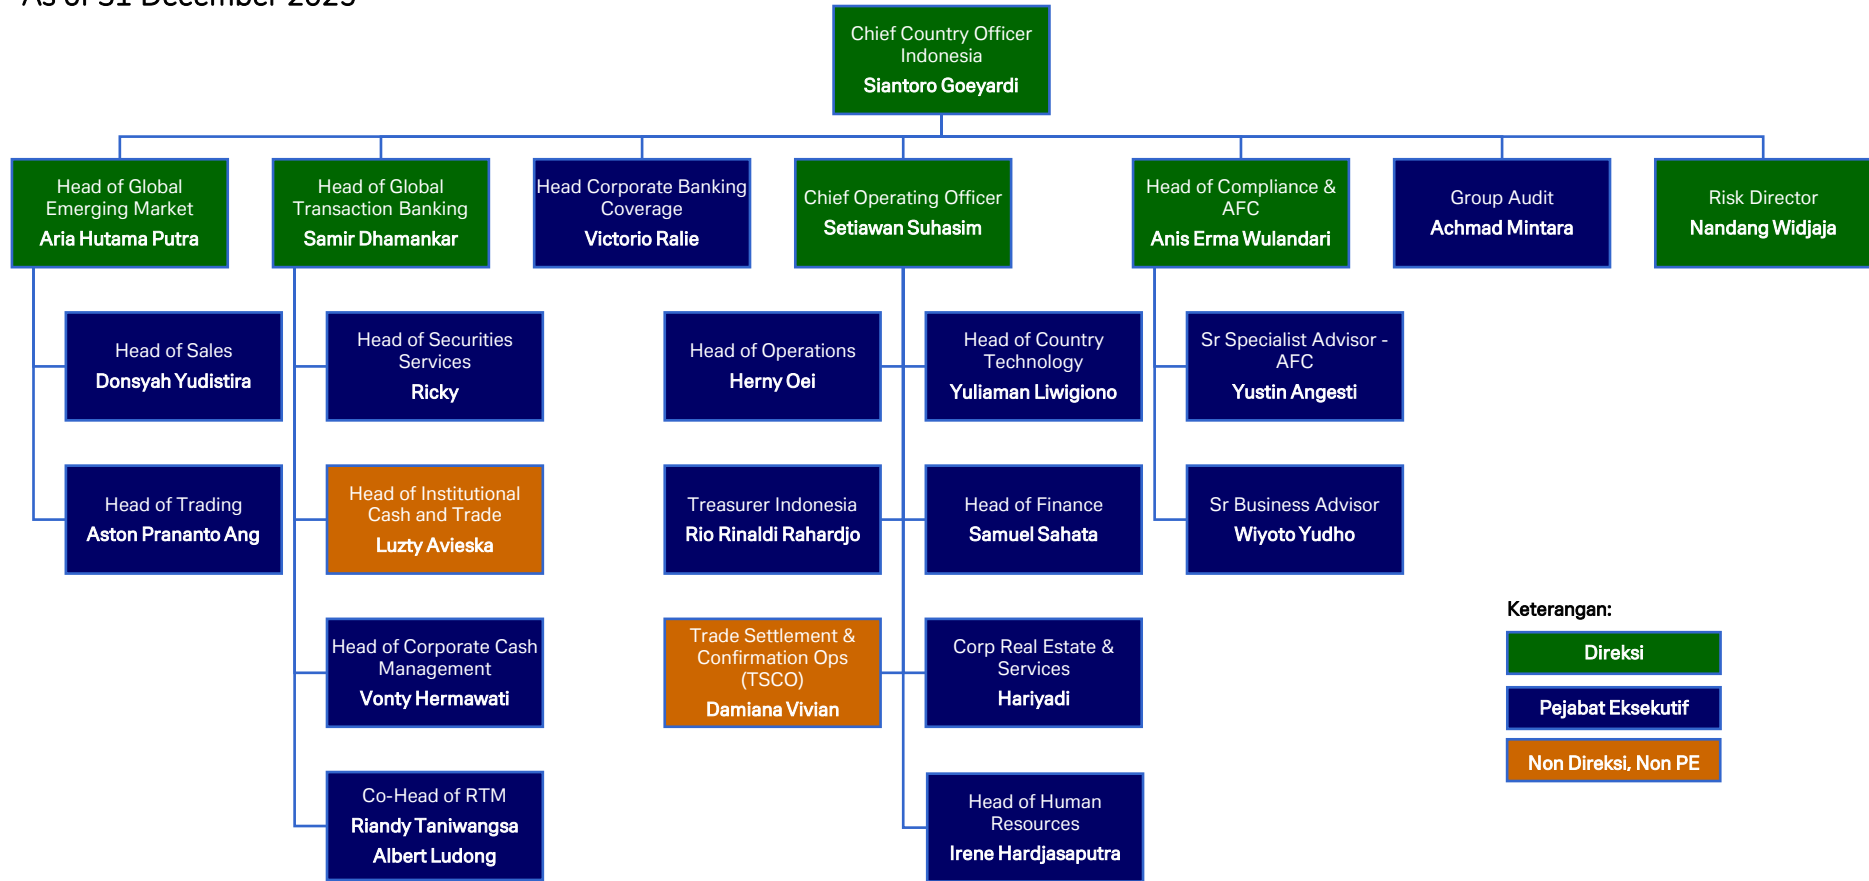 As of 31 December 2023
Chief Country Officer
Indonesia
Siantoro Goeyardi
Head of Global
Emerging Market
Aria Hutama Putra
Head of Global
Transaction Banking
Samir Dhamankar
Head Corporate Banking
Coverage
Victorio Ralie
Chief Operating Officer
Setiawan Suhasim
Head of Compliance &
AFC
Anis Erma Wulandari
Group Audit
Achmad Mintara
Risk Director
Nandang Widjaja
Head of Sales
Donsyah Yudistira
Head of Securities
Services
Ricky
Head of Operations
Herny Oei
Head of Country
Technology
Yuliaman Liwigiono
Sr Specialist Advisor -
AFC
Yustin Angesti
Head of Trading
Aston Prananto Ang
Head of Institutional
Cash and Trade
Luzty Avieska
Treasurer Indonesia
Rio Rinaldi Rahardjo
Head of Finance
Samuel Sahata
Sr Business Advisor
Wiyoto Yudho
Head of Corporate Cash
Management
Vonty Hermawati
Trade Settlement &
Confirmation Ops
(TSCO)
Damiana Vivian
Corp Real Estate &
Services
Hariyadi
Co-Head of RTM
Riandy Taniwangsa
Albert Ludong
Head of Human
Resources
Irene Hardjasaputra
Keterangan:
Direksi
Pejabat Eksekutif
Non Direksi, Non PE